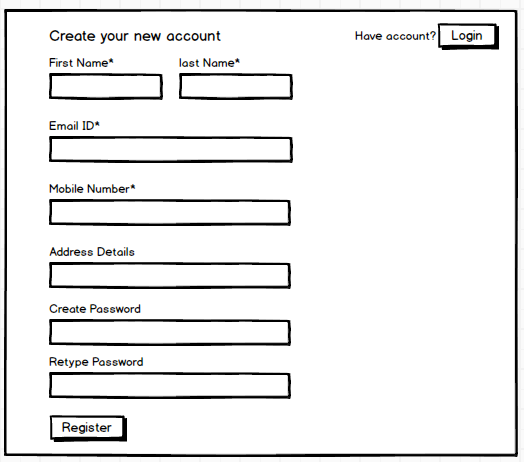 Create your new account
Have account? Login
First Name* last Name*
Email ID*
Mobile Number*
Address Details
Create Password
Retype Password
Register